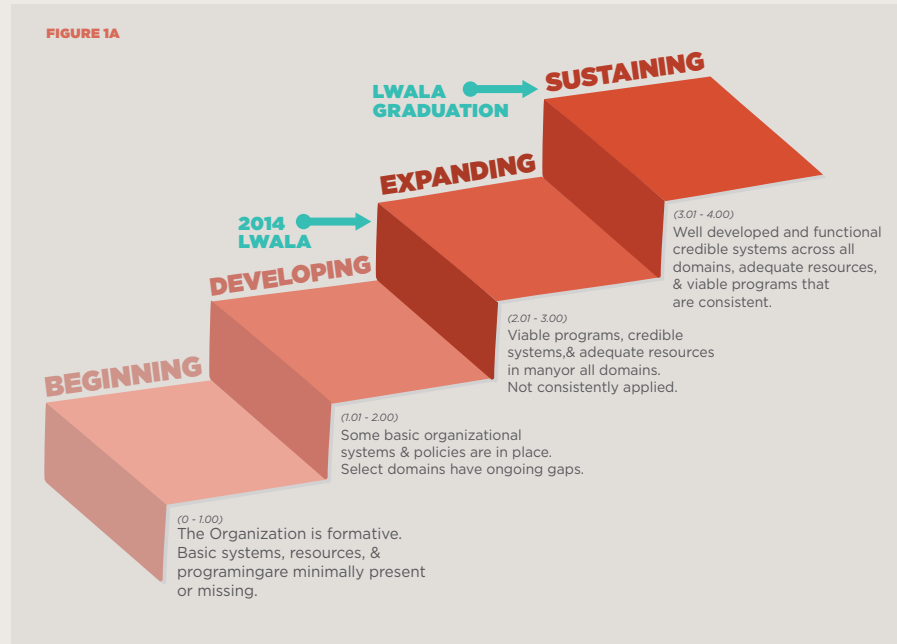 FIGURE 1A
SUSTAINING
LWALA
GRADUATION
EXPANDING
2014
LWALA
DEVELOPING
BEGINNING
(3.01 - 4.00)
Well developed and functional
credible systems across all
domains, adequate resources,
& viable programs that
are consistent.
(2.01 - 3.00)
Viable programs, credible
systems,& adequate resources
in manyor all domains.
Not consistently applied.
(1.01 - 2.00)
Some basic organizational
systems & policies are in place.
Select domains have ongoing gaps.
(0 - 1.00)
The Organization is formative.
Basic systems, resources, &
programingare minimally present
or missing.